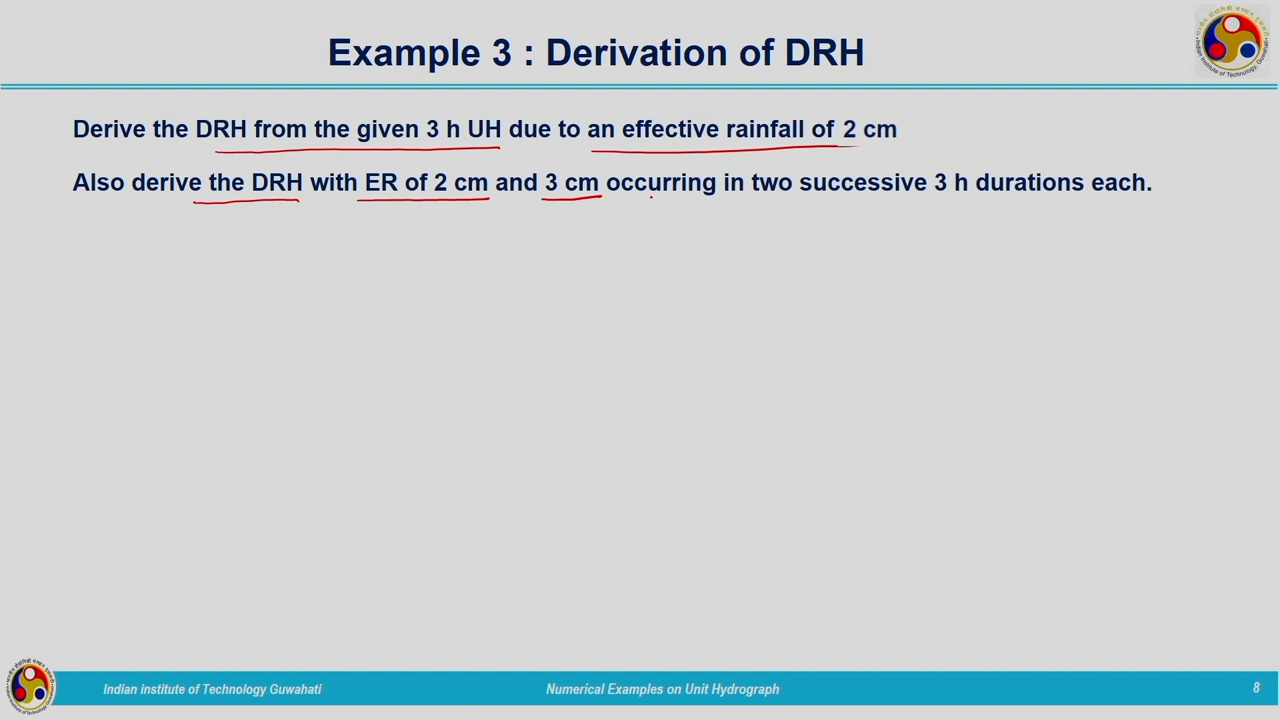 Example 3 : Derivation of DRH
Derive the DRH from the given 3 h UH due to an effective rainfall of 2 cm
Also derive the DRH with ER of 2 cm and 3 cm occurring in two successive 3 h durations each.
Indian institute of Technology Guwahati
Numerical Examples on Unit Hydrograph
8